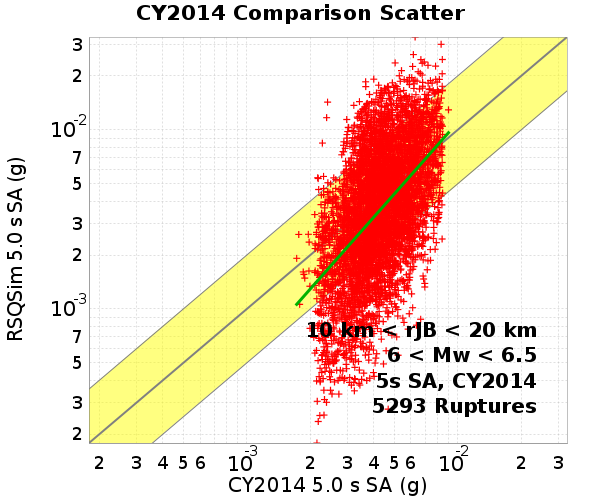 CY2014 Comparison Scatter
RSQSim 5.0 s SA (g)
3
2
10-2
7
5
3
2
10-3
7
5
3
2
10 km < rJB < 20 km
6 < Mw < 6.5
5s SA, CY2014
5293 Ruptures
2 3 4 5 6 10-3 2 3 4 5 6 10-2 2 3
CY2014 5.0 s SA (g)